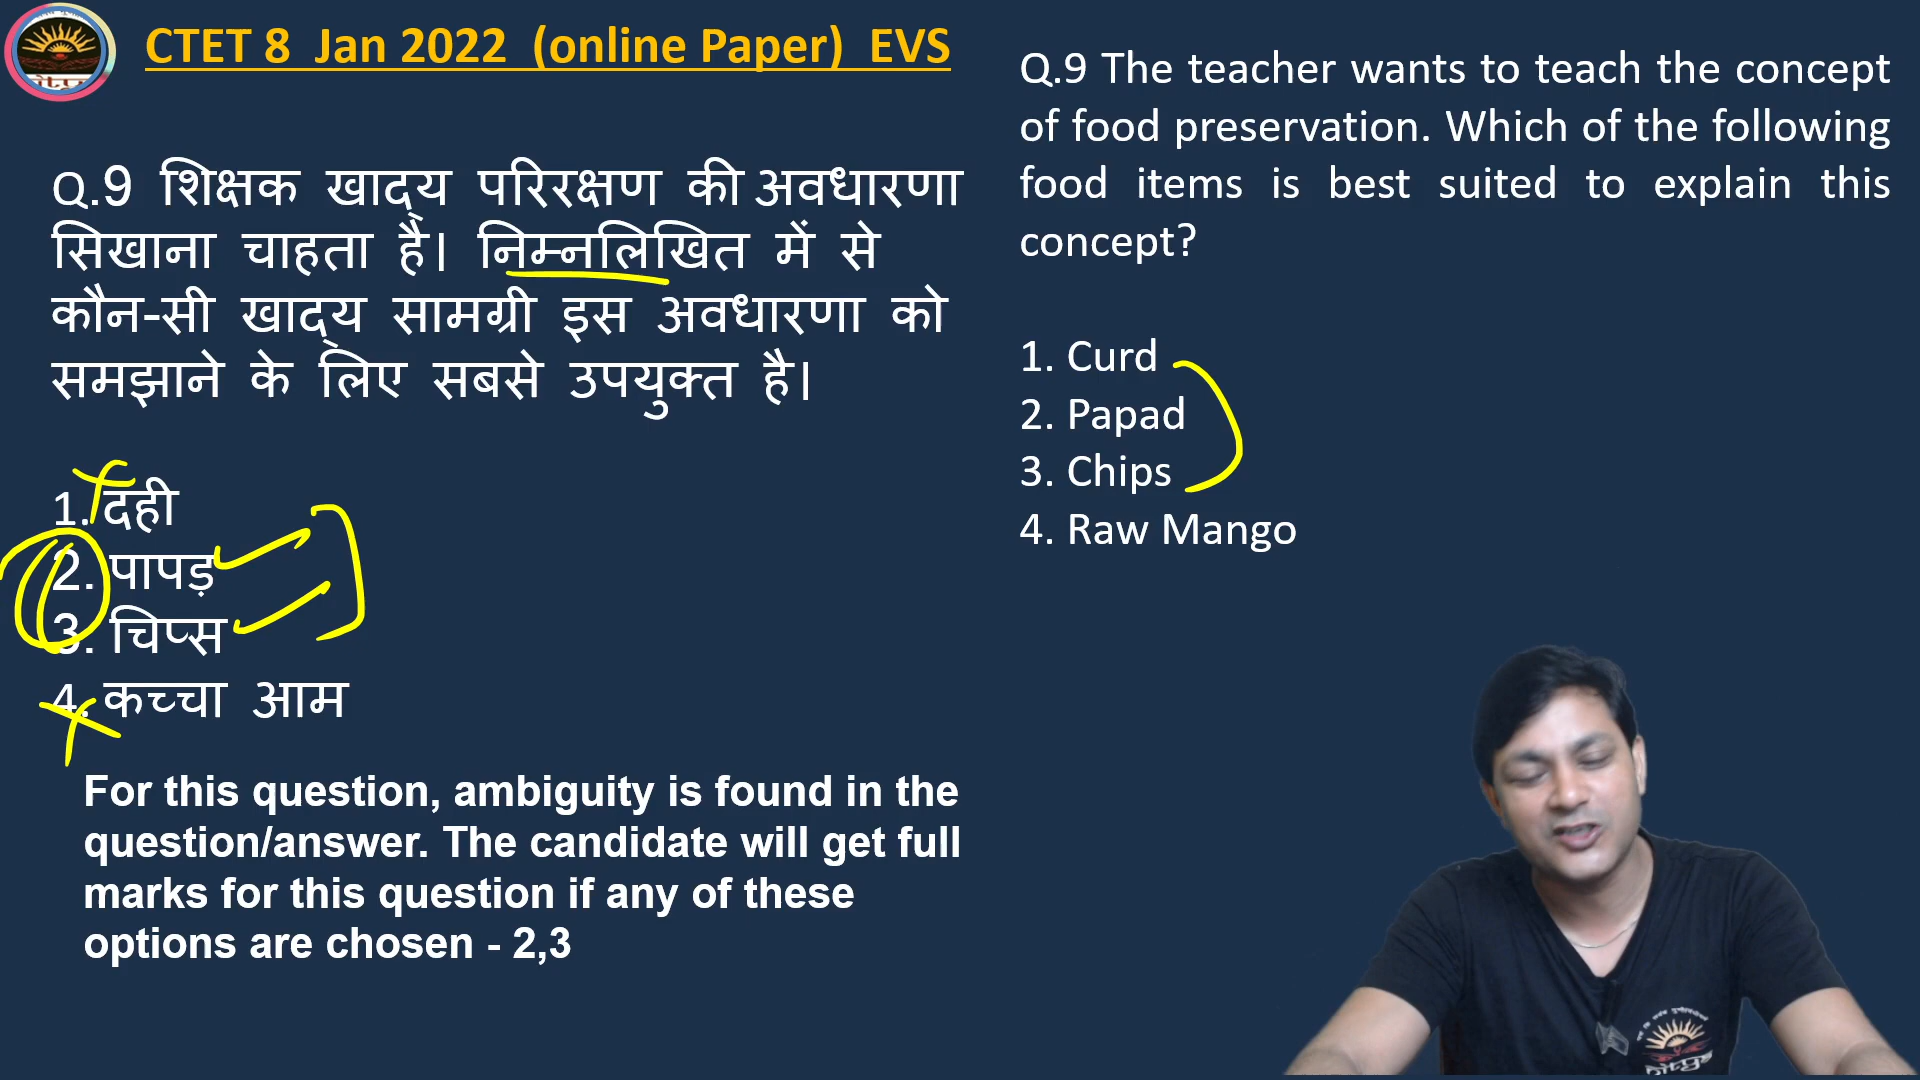 CTET 8 Jan 2022 (online Paper) EVS
Q.9 शिक्षक खाद्य परिरक्षण की अवधारणा
सिखाना चाहता है। निम्नलिखित में से
कौन-सी खाद्य सामग्री इस अवधारणा को
समझाने के लिए सबसे उपयुक्त है।
1. दही
2. पापड़
3. चिप्स
4. कच्चा आम
For this question, ambiguity is found in the
question/answer. The candidate will get full
marks for this question if any of these
options are chosen - 2,3
Q.9 The teacher wants to teach the concept
of food preservation. Which of the following
food items is best suited to explain this
concept?
1. Curd
2. Papad
3. Chips
4. Raw Mango